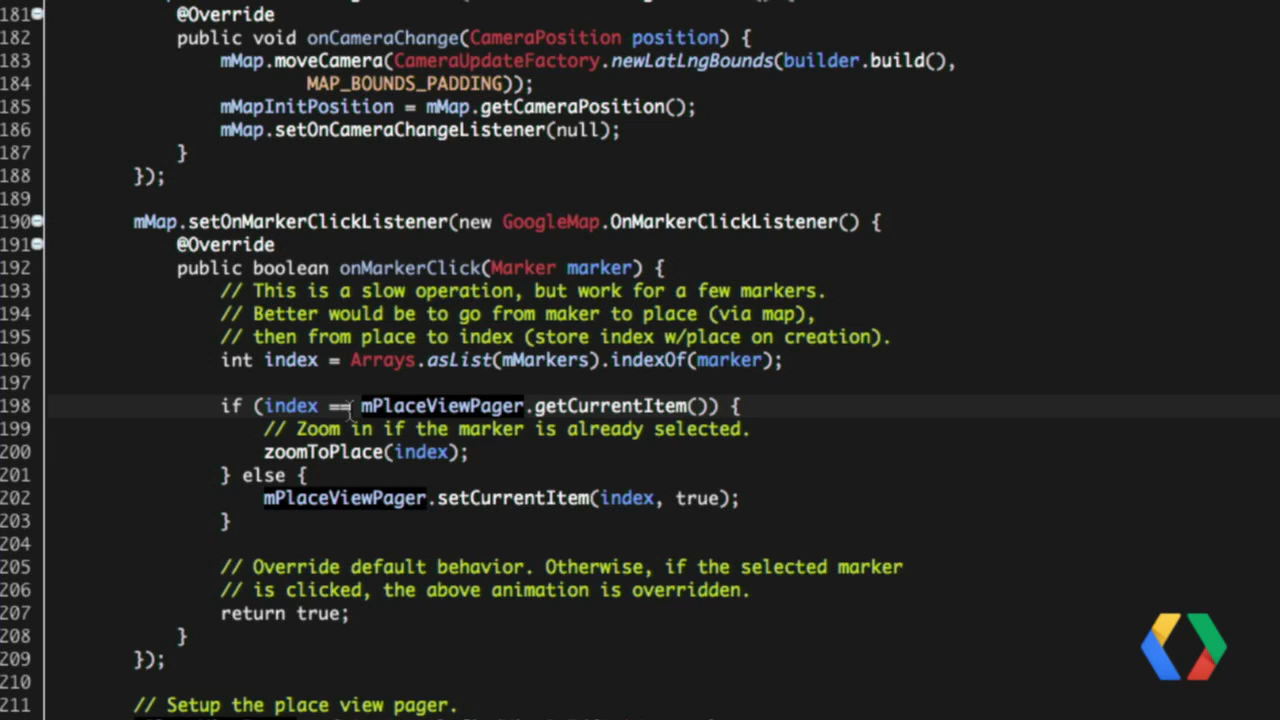 181 @Override
182 public void onCameraChange(CameraPosition position) {
183 mMap.moveCamera(CameraUpdateFactory.newLatLngBounds(builder.build(),
184 MAP_BOUNDS_PADDING));
185 mMapInitPosition = mMap.getCameraPosition();
186 mMap.setOnCameraChangeListener(null);
187 }
188 });
189
190 mMap.setOnMarkerClickListener(new GoogleMap.OnMarkerClickListener() {
191 @Override
192 public boolean onMarkerClick(Marker marker) {
193 // This is a slow operation, but work for a few markers.
194 // Better would be to go from maker to place (via map),
195 // then from place to index (store index w/place on creation).
196 int index = Arrays.asList(mMarkers).indexOf(marker);
197
198 if (index == mPlaceViewPager.getCurrentItem()) {
199 // Zoom in if the marker is already selected.
200 zoomToPlace(index);
201 } else {
202 mPlaceViewPager.setCurrentItem(index, true);
203 }
204
205 // Override default behavior. Otherwise, if the selected marker
206 // is clicked, the above animation is overridden.
207 return true;
208 }
209 });
210
211 // Setup the place view pager.